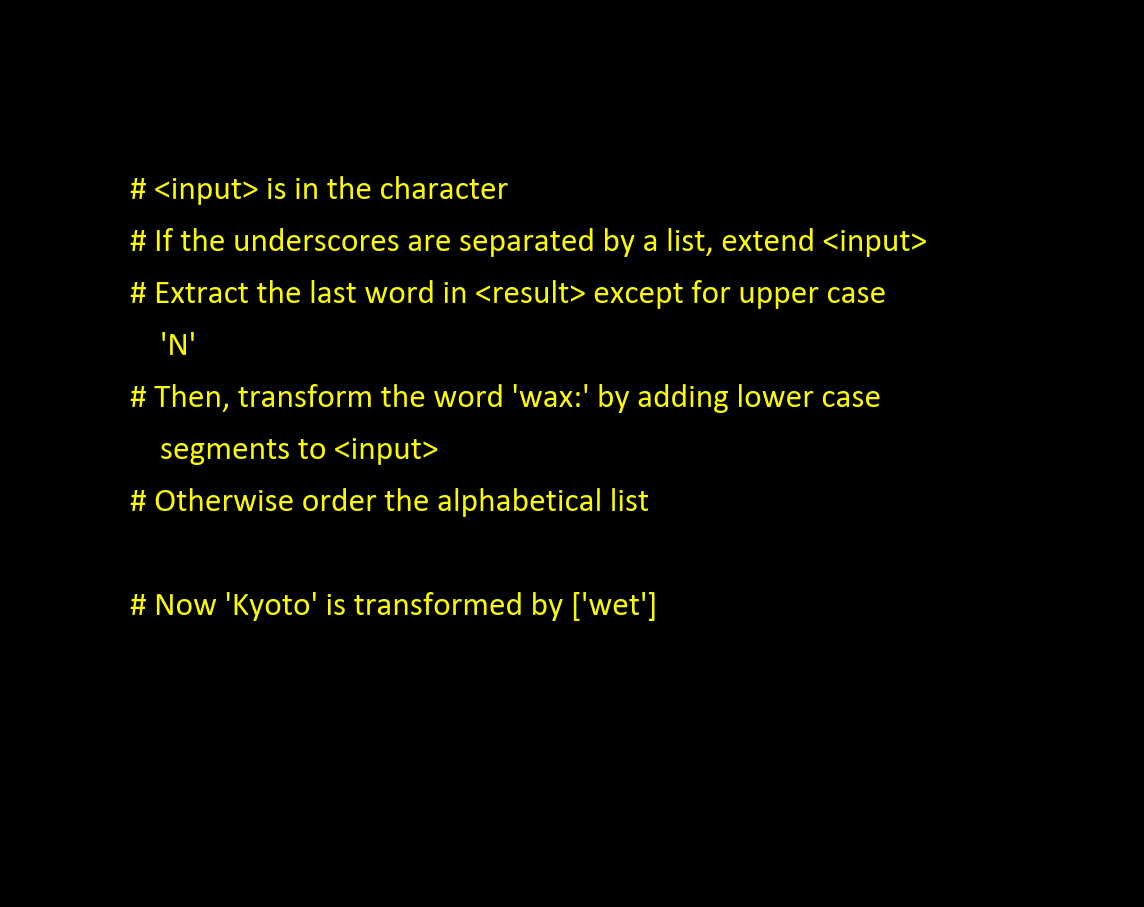 # <input> is in the character
# If the underscores are separated by a list, extend <input>
# Extract the last word in <result> except for upper case
'N'
# Then, transform the word 'wax:' by adding lower case
segments to <input>
# Otherwise order the alphabetical list
# Now 'Kyoto' is transformed by ['wet']